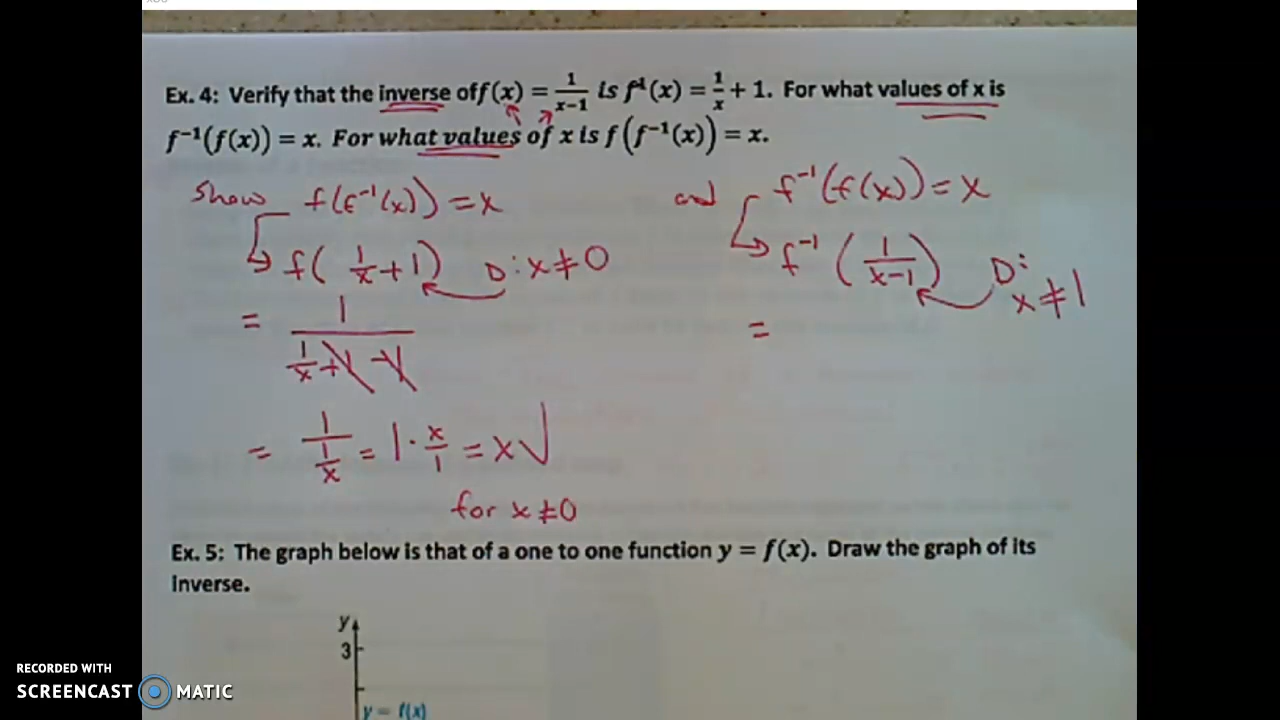 Ex. 4: Verify that the inverse of f(x) = 1/(x−1) is f⁻¹(x) = 1/x + 1. For what values of x is
f⁻¹(f(x)) = x. For what values of x is f(f⁻¹(x)) = x.
Show f(f⁻¹(x)) = x
f(1/x + 1) D: x ≠ 0
= 1/(1/x + 1 − 1)
= 1/(1/x) = 1 · x/1 = x √
for x ≠ 0
and f⁻¹(f(x)) = x
f⁻¹(1/(x−1)) D: x ≠ 1
=
Ex. 5: The graph below is that of a one to one function y = f(x). Draw the graph of its
Inverse.
y
3
y = f(x)
RECORDED WITH
SCREENCAST MATIC